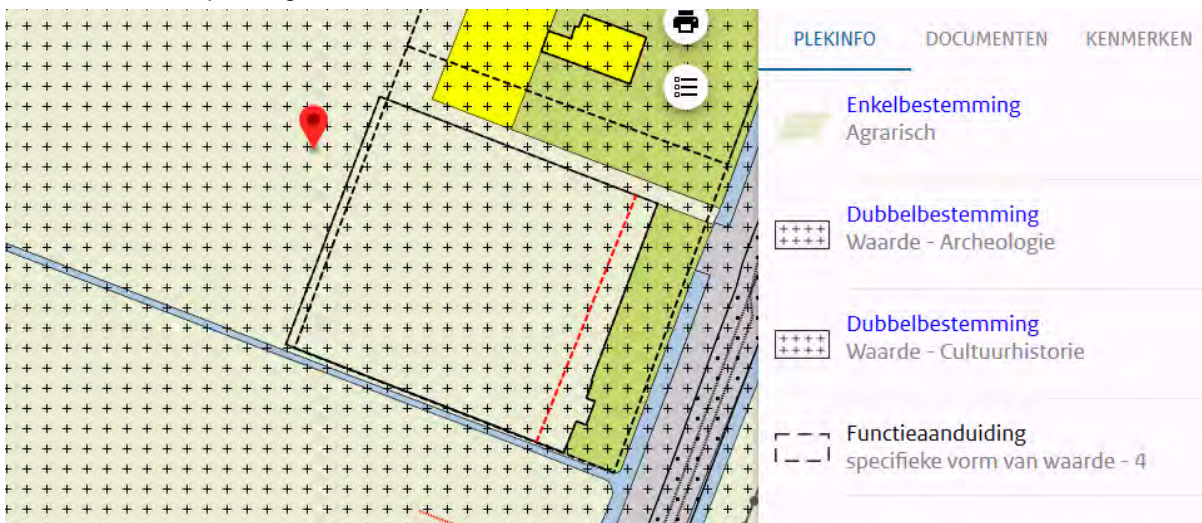 PLEKINFO DOCUMENTEN KENMERKEN
Enkelbestemming
Agrarisch
Dubbelbestemming
Waarde - Archeologie
Dubbelbestemming
Waarde - Cultuurhistorie
Functieaanduiding
specifieke vorm van waarde - 4